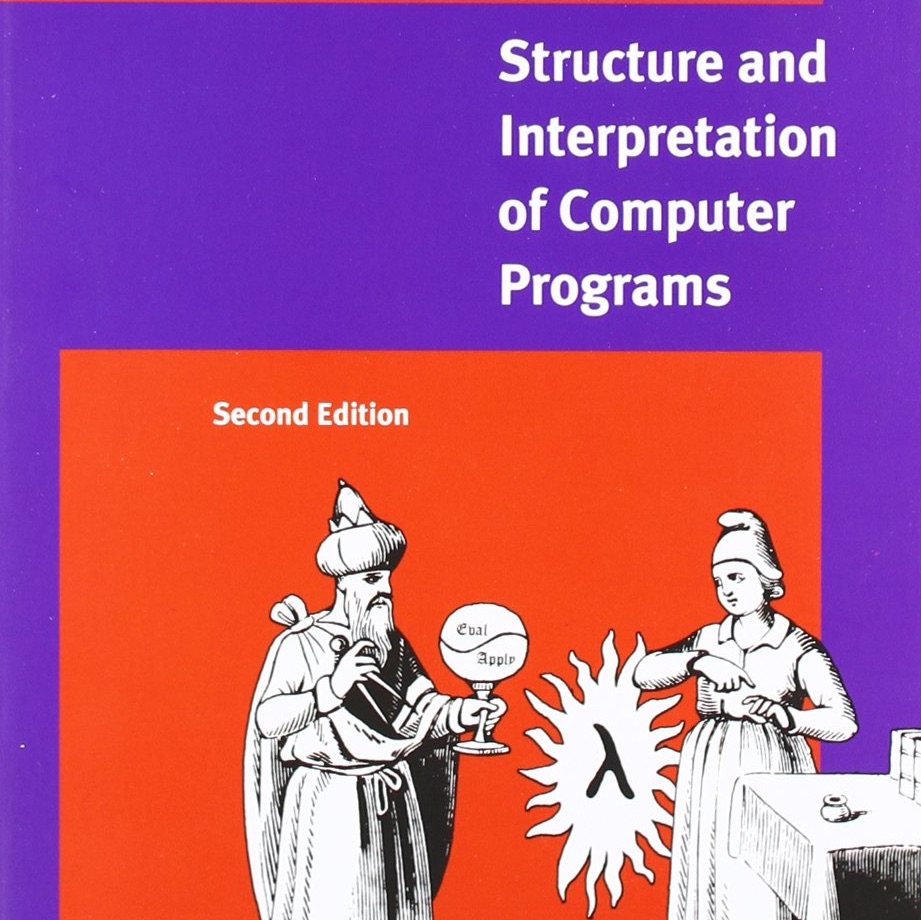 Structure and
Interpretation
of Computer
Programs
Second Edition
Eval
Apply
λ